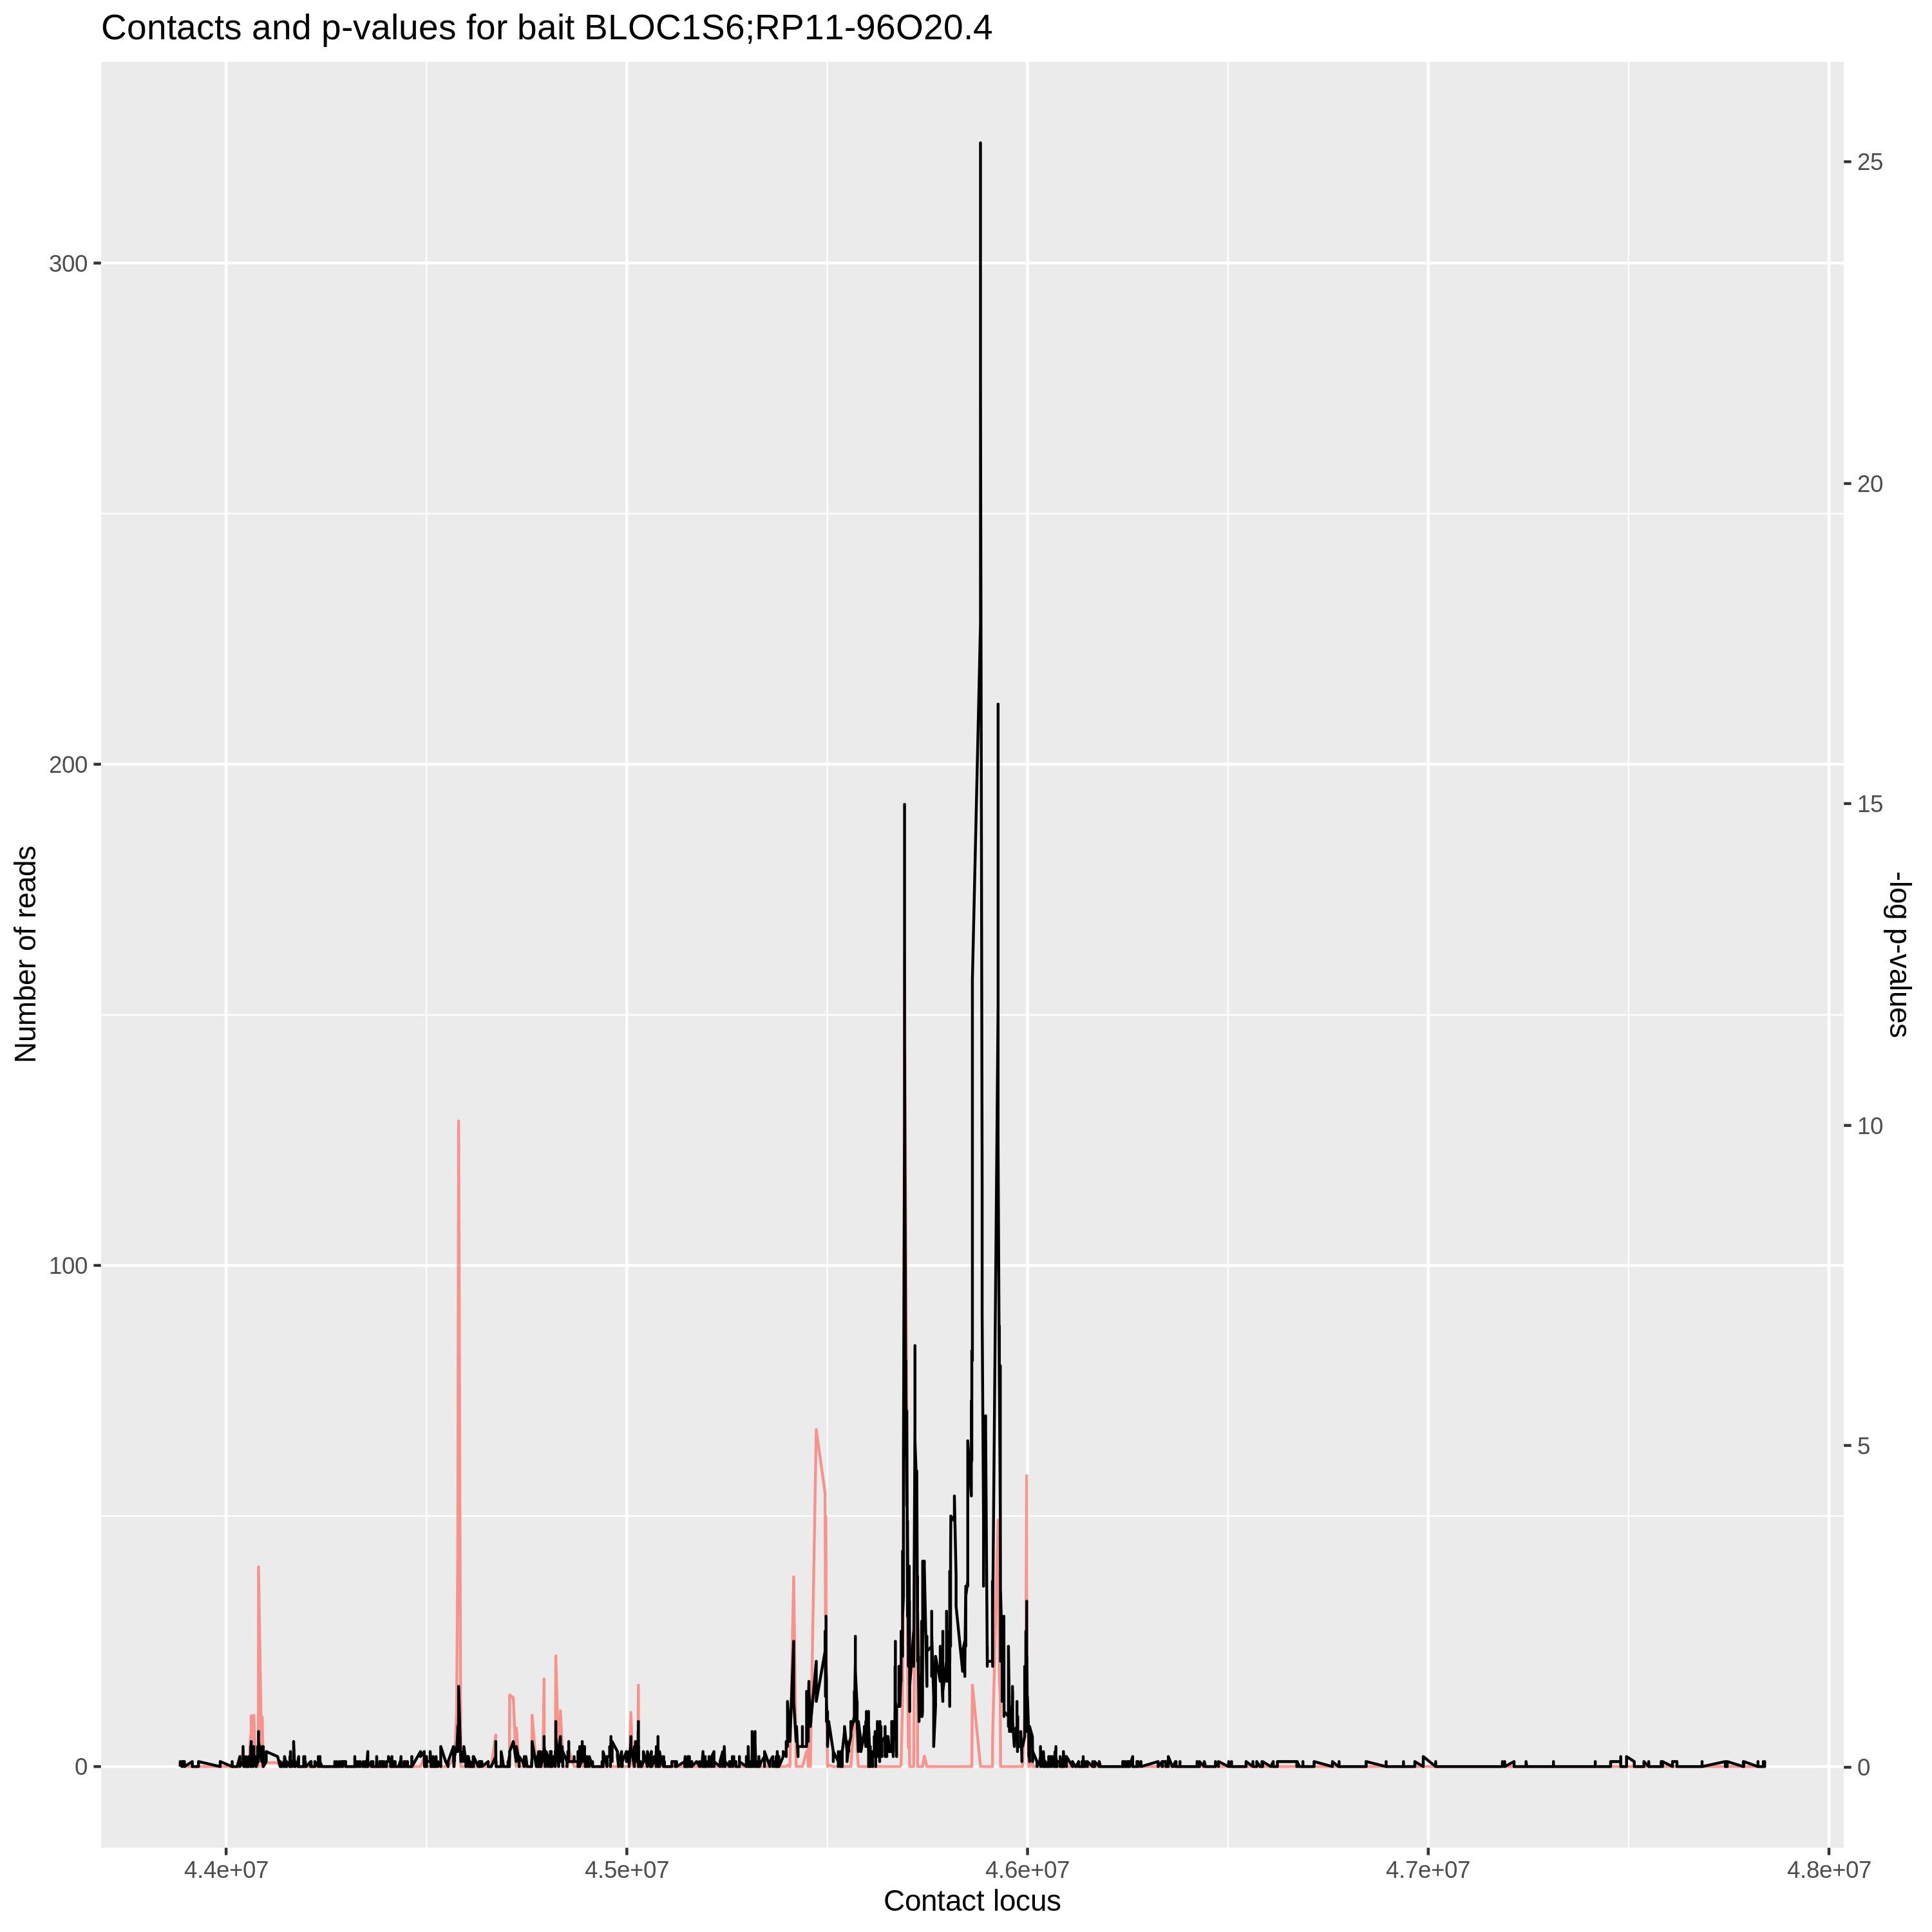 Contacts and p-values for bait BLOC1S6;RP11-96O20.4
300
200
100
0
Number of reads
25
20
15
10
5
0
-log p-values
4.4e+07
4.5e+07
4.6e+07
4.7e+07
4.8e+07
Contact locus